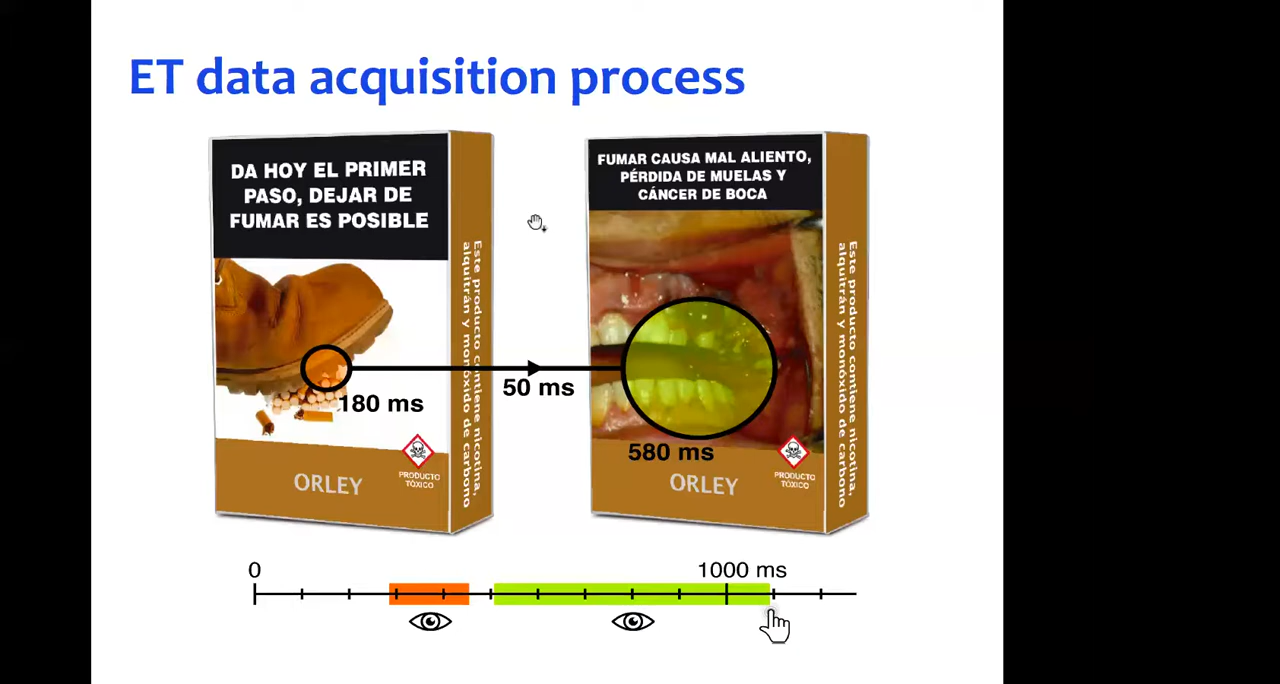 ET data acquisition process
DA HOY EL PRIMER
PASO, DEJAR DE
FUMAR ES POSIBLE
Este producto contiene nicotina,
alquitrán y monóxido de carbono
180 ms
PRODUCTO
TÓXICO
ORLEY
50 ms
FUMAR CAUSA MAL ALIENTO,
PÉRDIDA DE MUELAS Y
CÁNCER DE BOCA
Este producto contiene nicotina,
alquitrán y monóxido de carbono
580 ms
PRODUCTO
TÓXICO
ORLEY
0
1000 ms